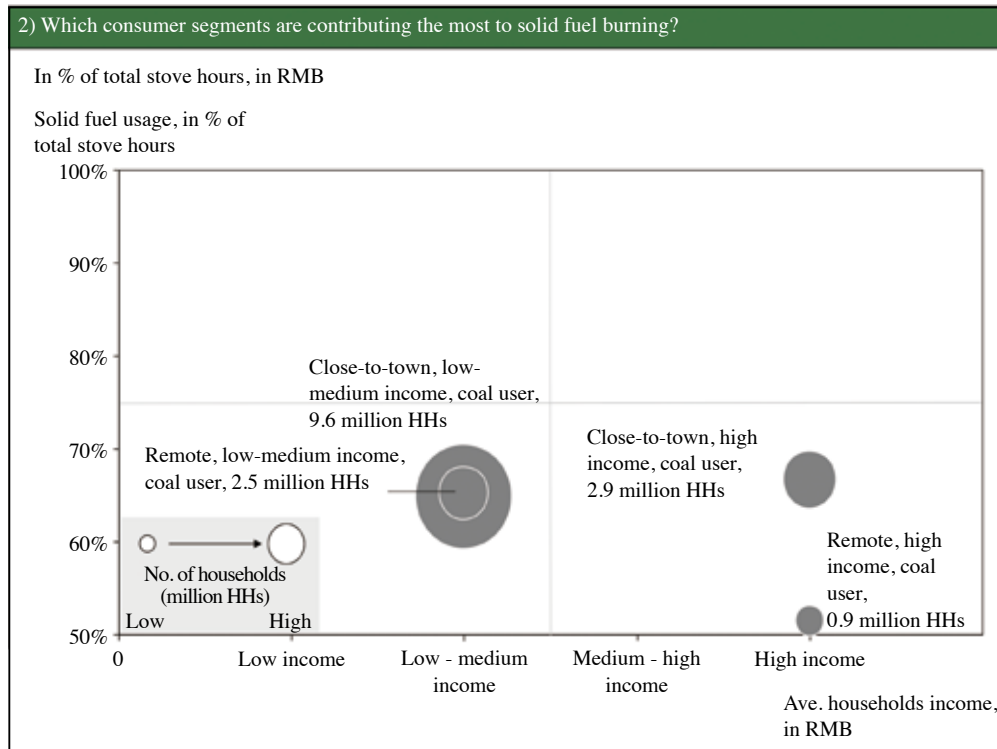 2) Which consumer segments are contributing the most to solid fuel burning?
In % of total stove hours, in RMB
Solid fuel usage, in % of
total stove hours
100%
90%
80%
70%
60%
50%
Close-to-town, low-
medium income, coal user,
9.6 million HHs
Remote, low-medium income,
coal user, 2.5 million HHs
Close-to-town, high
income, coal user,
2.9 million HHs
Remote, high
income, coal
user,
0.9 million HHs
No. of households
(million HHs)
Low High
0
Low income
Low - medium
income
Medium - high
income
High income
Ave. households income,
in RMB